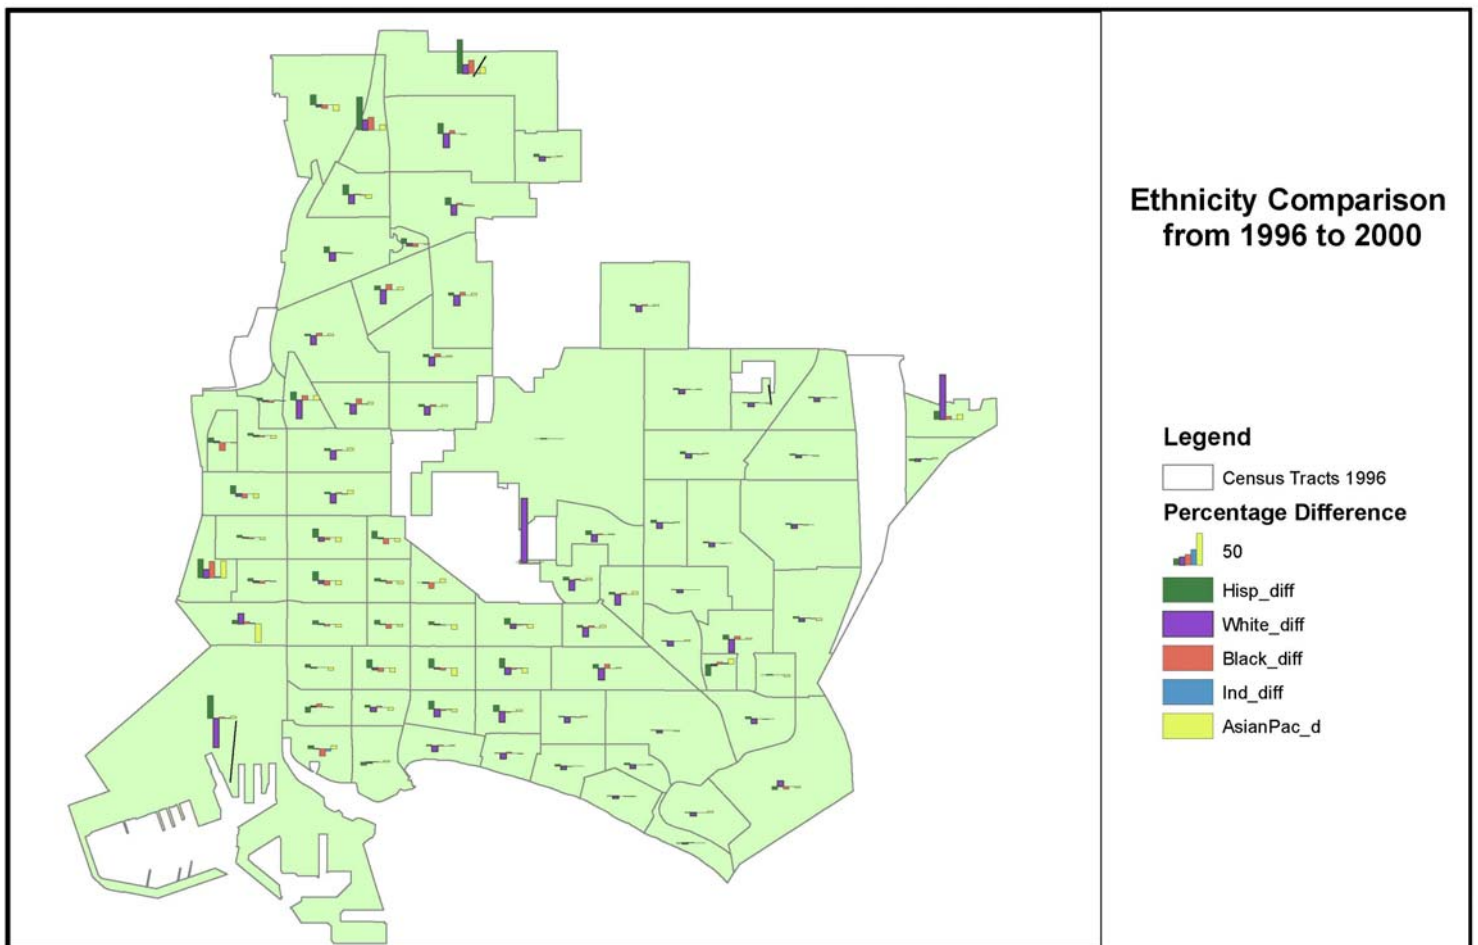 Ethnicity Comparison
from 1996 to 2000
Legend
Census Tracts 1996
Percentage Difference
50
Hisp_diff
White_diff
Black_diff
Ind_diff
AsianPac_d